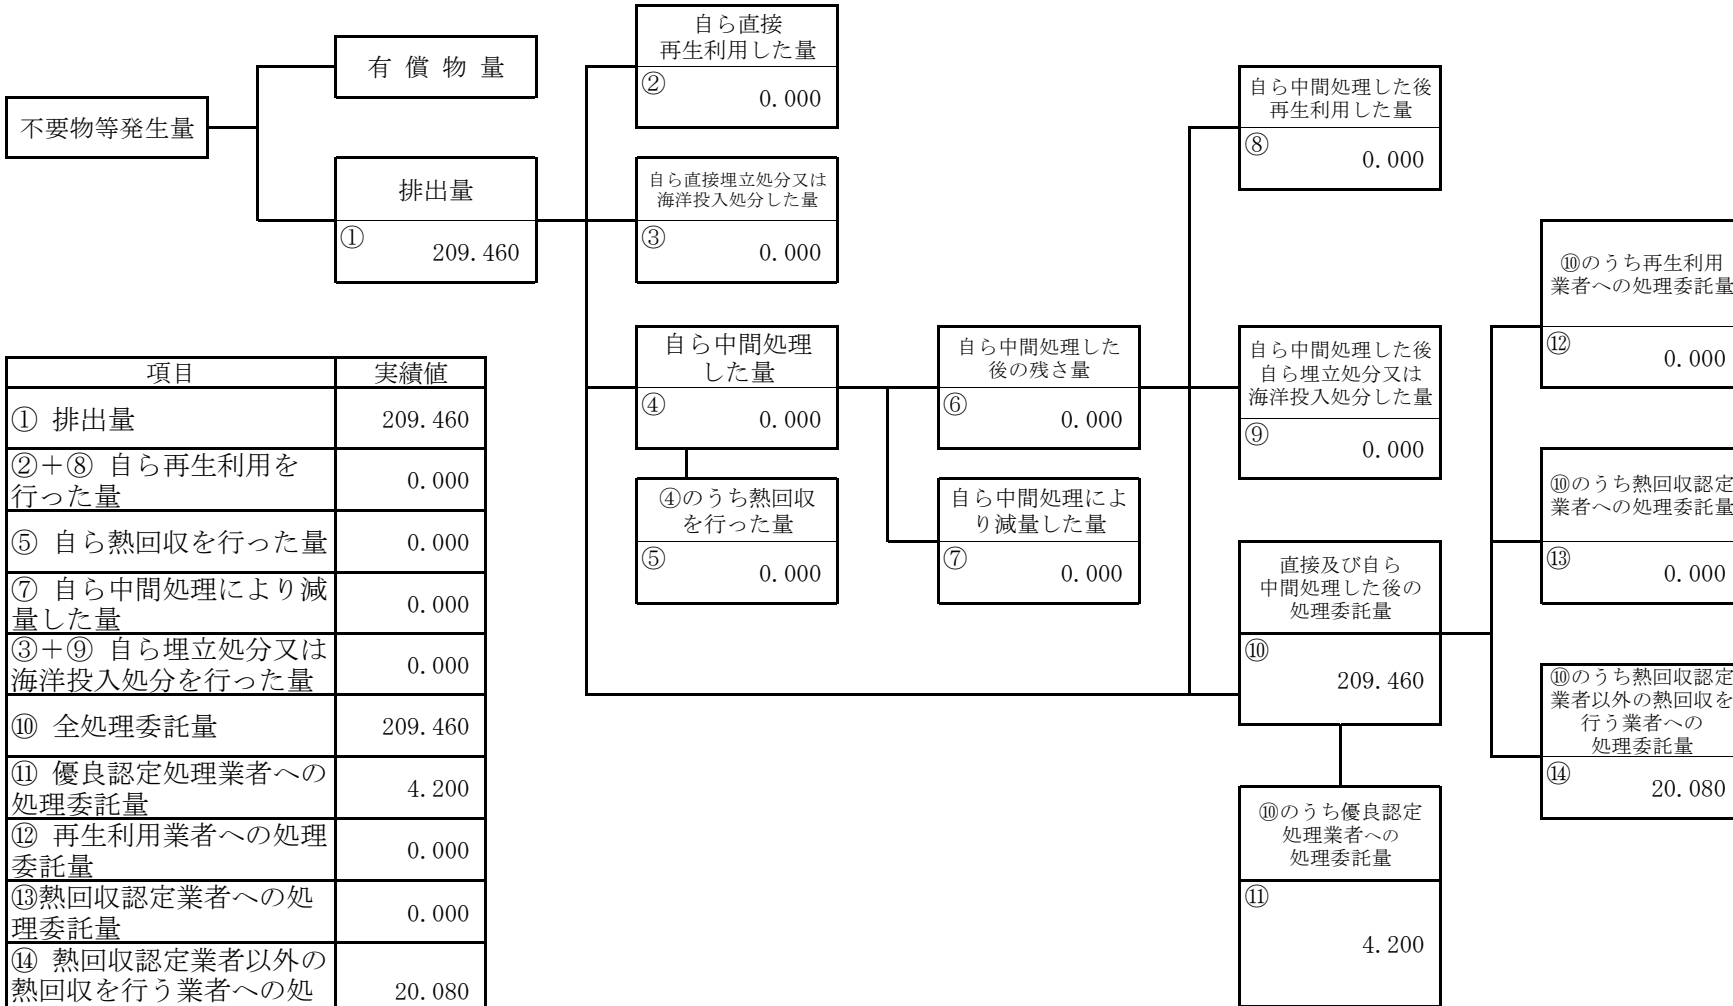 不要物等発生量
有 償 物 量
排出量
①
209.460
自ら直接
再生利用した量
②
0.000
自ら直接埋立処分又は
海洋投入処分した量
③
0.000
自ら中間処理
した量
④
0.000
④のうち熱回収
を行った量
⑤
0.000
自ら中間処理した
後の残さ量
⑥
0.000
自ら中間処理によ
り減量した量
⑦
0.000
自ら中間処理した後
再生利用した量
⑧
0.000
自ら中間処理した後
自ら埋立処分又は
海洋投入処分した量
⑨
0.000
直接及び自ら
中間処理した後の
処理委託量
⑩
209.460
⑩のうち優良認定
処理業者への
処理委託量
⑪
4.200
⑩のうち再生利用
業者への処理委託量
⑫
0.000
⑩のうち熱回収認定
業者への処理委託量
⑬
0.000
⑩のうち熱回収認定
業者以外の熱回収を
行う業者への
処理委託量
⑭
20.080
項目 実績値
① 排出量 209.460
②＋⑧ 自ら再生利用を
行った量 0.000
⑤ 自ら熱回収を行った量 0.000
⑦ 自ら中間処理により減
量した量 0.000
③＋⑨ 自ら埋立処分又は
海洋投入処分を行った量 0.000
⑩ 全処理委託量 209.460
⑪ 優良認定処理業者への
処理委託量 4.200
⑫ 再生利用業者への処理
委託量 0.000
⑬熱回収認定業者への処
理委託量 0.000
⑭ 熱回収認定業者以外の
熱回収を行う業者への処 20.080